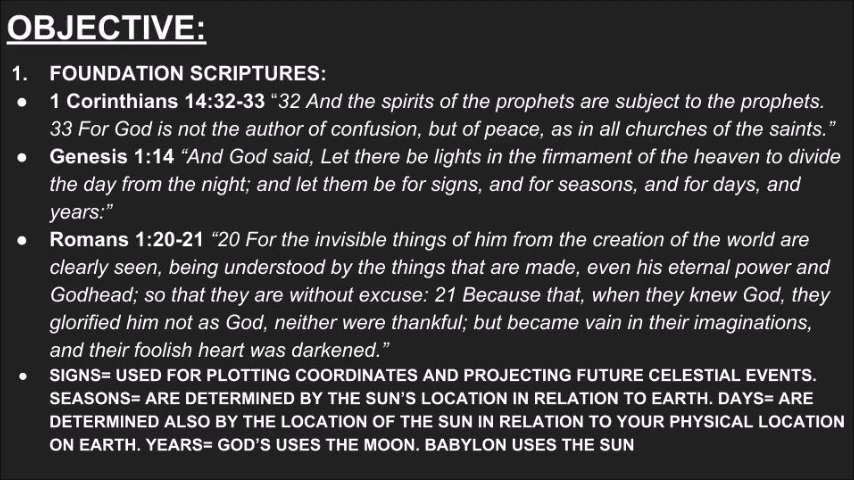 OBJECTIVE:
1. FOUNDATION SCRIPTURES:
● 1 Corinthians 14:32-33 “32 And the spirits of the prophets are subject to the prophets.
33 For God is not the author of confusion, but of peace, as in all churches of the saints.”
● Genesis 1:14 “And God said, Let there be lights in the firmament of the heaven to divide
the day from the night; and let them be for signs, and for seasons, and for days, and
years:”
● Romans 1:20-21 “20 For the invisible things of him from the creation of the world are
clearly seen, being understood by the things that are made, even his eternal power and
Godhead; so that they are without excuse: 21 Because that, when they knew God, they
glorified him not as God, neither were thankful; but became vain in their imaginations,
and their foolish heart was darkened.”
● SIGNS= USED FOR PLOTTING COORDINATES AND PROJECTING FUTURE CELESTIAL EVENTS.
SEASONS= ARE DETERMINED BY THE SUN’S LOCATION IN RELATION TO EARTH. DAYS= ARE
DETERMINED ALSO BY THE LOCATION OF THE SUN IN RELATION TO YOUR PHYSICAL LOCATION
ON EARTH. YEARS= GOD’S USES THE MOON. BABYLON USES THE SUN